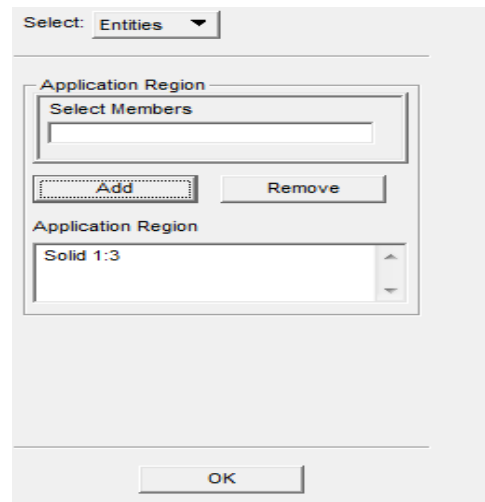 Select: Entities
Application Region
Select Members
Add Remove
Application Region
Solid 1:3
OK